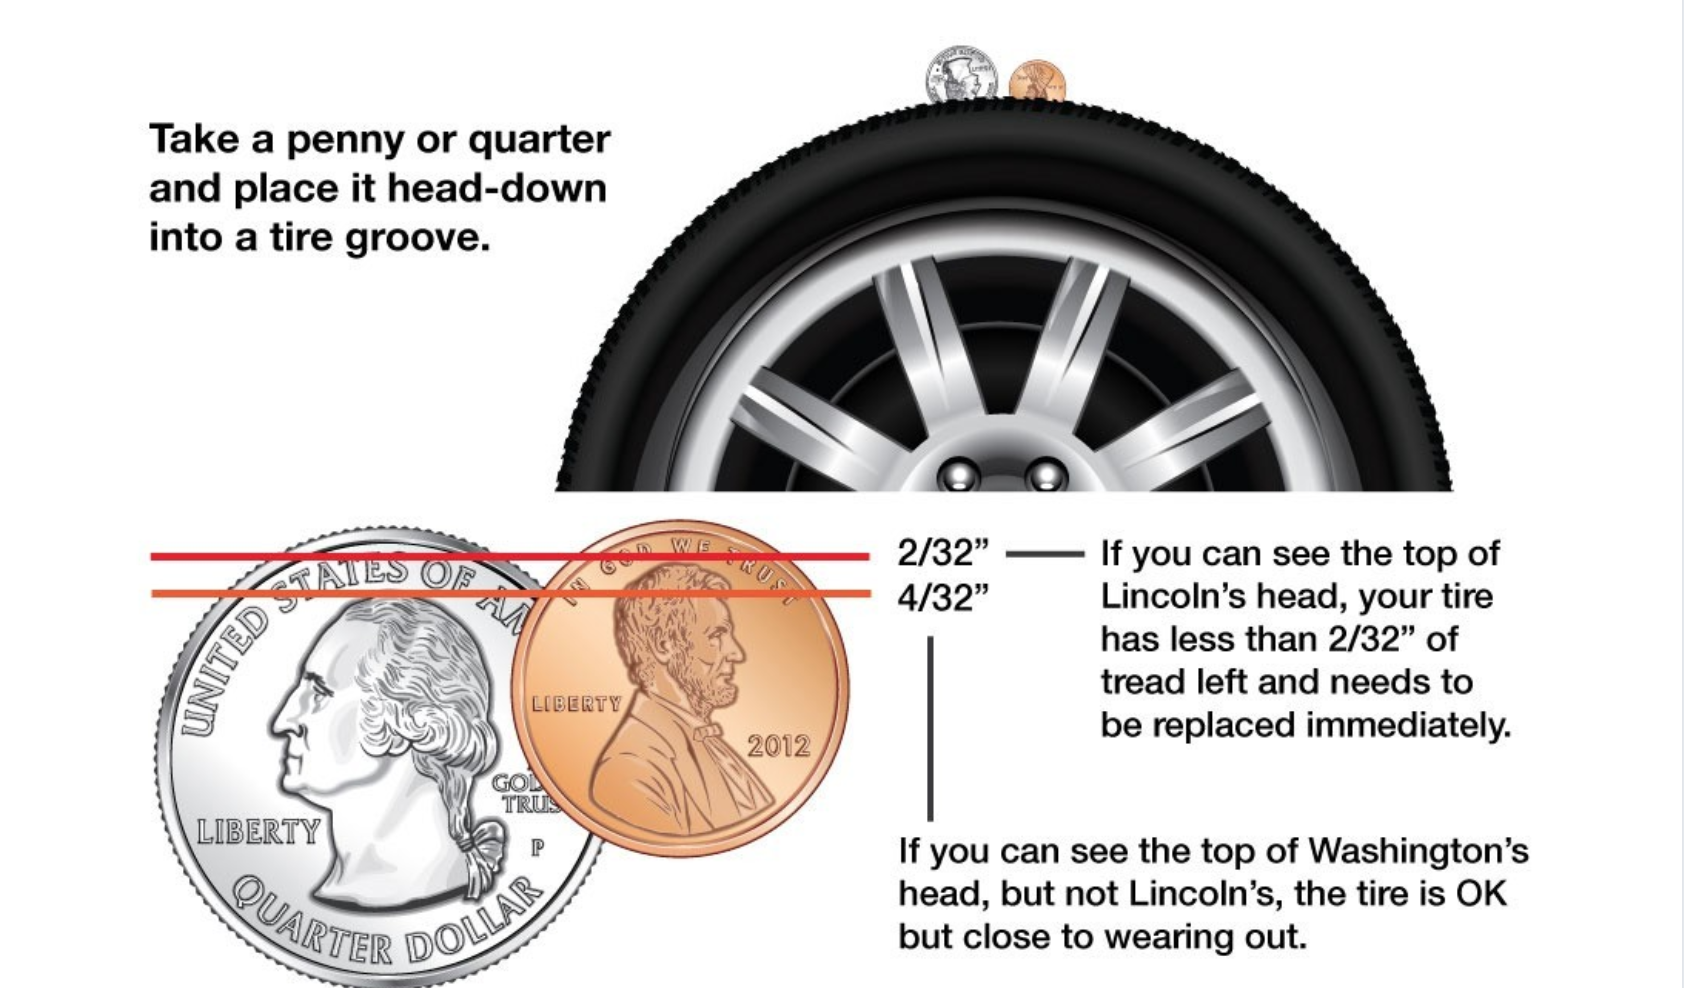 Take a penny or quarter
and place it head-down
into a tire groove.
2/32”
4/32”
If you can see the top of
Lincoln’s head, your tire
has less than 2/32” of
tread left and needs to
be replaced immediately.
If you can see the top of Washington’s
head, but not Lincoln’s, the tire is OK
but close to wearing out.
UNITED STATES OF AM
LIBERTY
GOD
TRUS
P
QUARTER DOLLAR
IN GOD WE TRUST
LIBERTY
2012